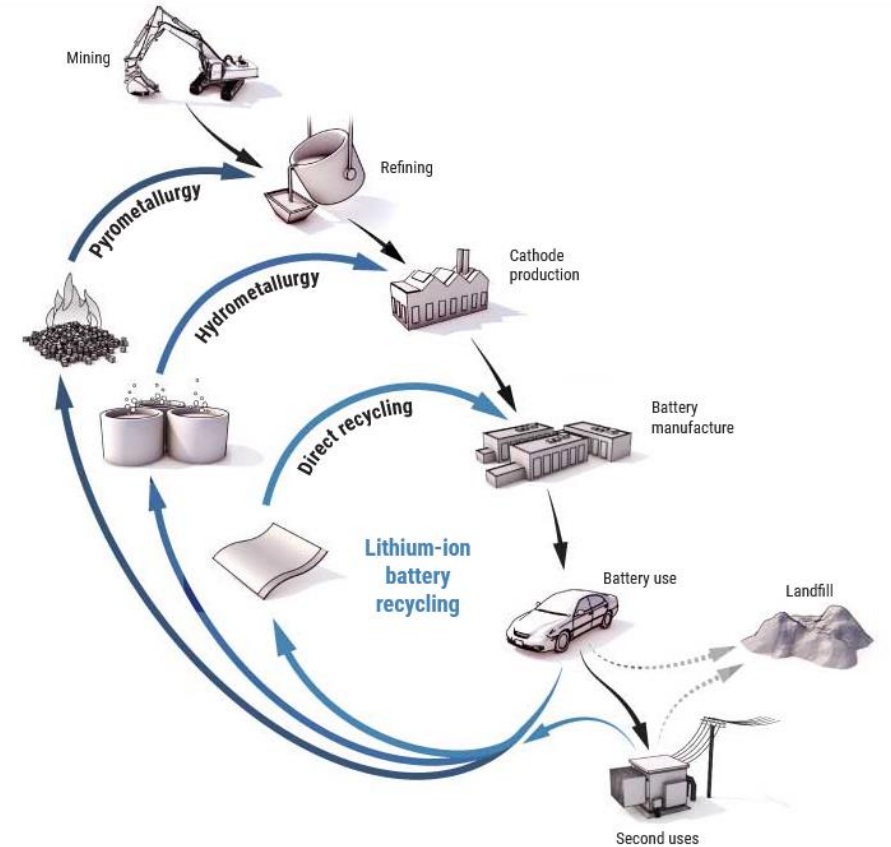 Mining
Refining
Pyrometallurgy
Cathode
production
Hydrometallurgy
Battery
manufacture
Direct recycling
Lithium-ion
battery
recycling
Battery use
Landfill
Second uses